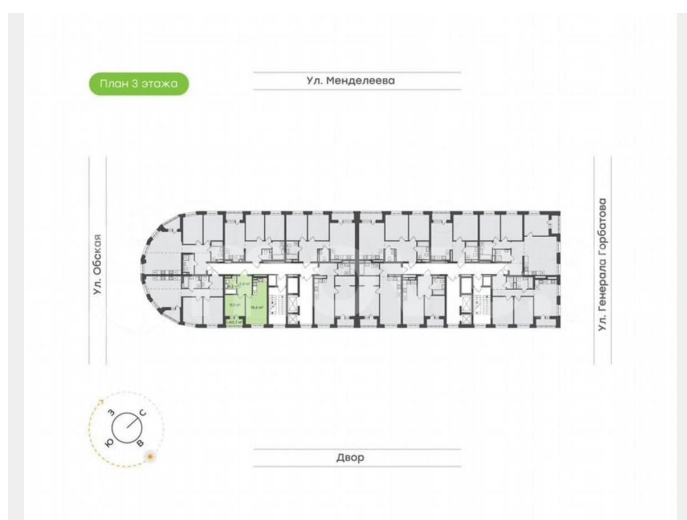 План 3 этажа
Ул. Менделеева
Ул. Обская
Ул. Генерала Горбатова
З
С
Ю
В
Двор